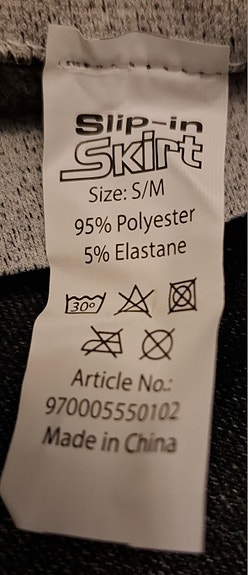 Slip-in
Skirt
Size: S/M
95% Polyester
5% Elastane
30°
Article No.:
970005550102
Made in China